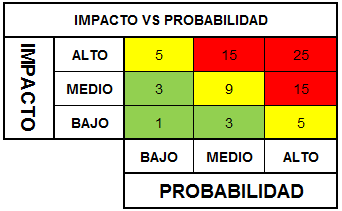 IMPACTO VS PROBABILIDAD
IMPACTO
ALTO 5 15 25
MEDIO 3 9 15
BAJO 1 3 5
BAJO MEDIO ALTO
PROBABILIDAD